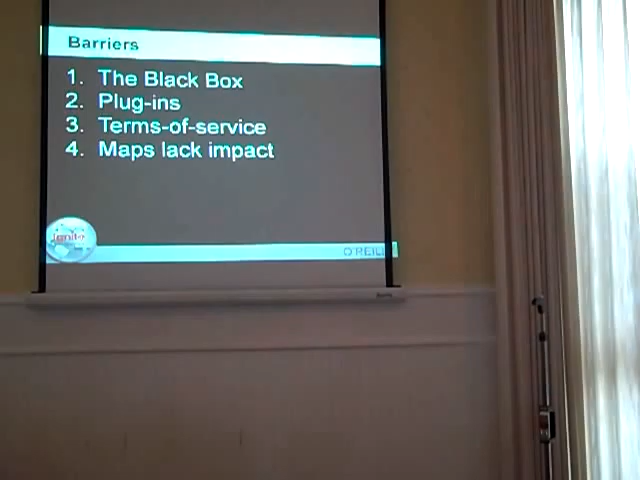 Barriers
1. The Black Box
2. Plug-ins
3. Terms-of-service
4. Maps lack impact
Ignite
O'REILL